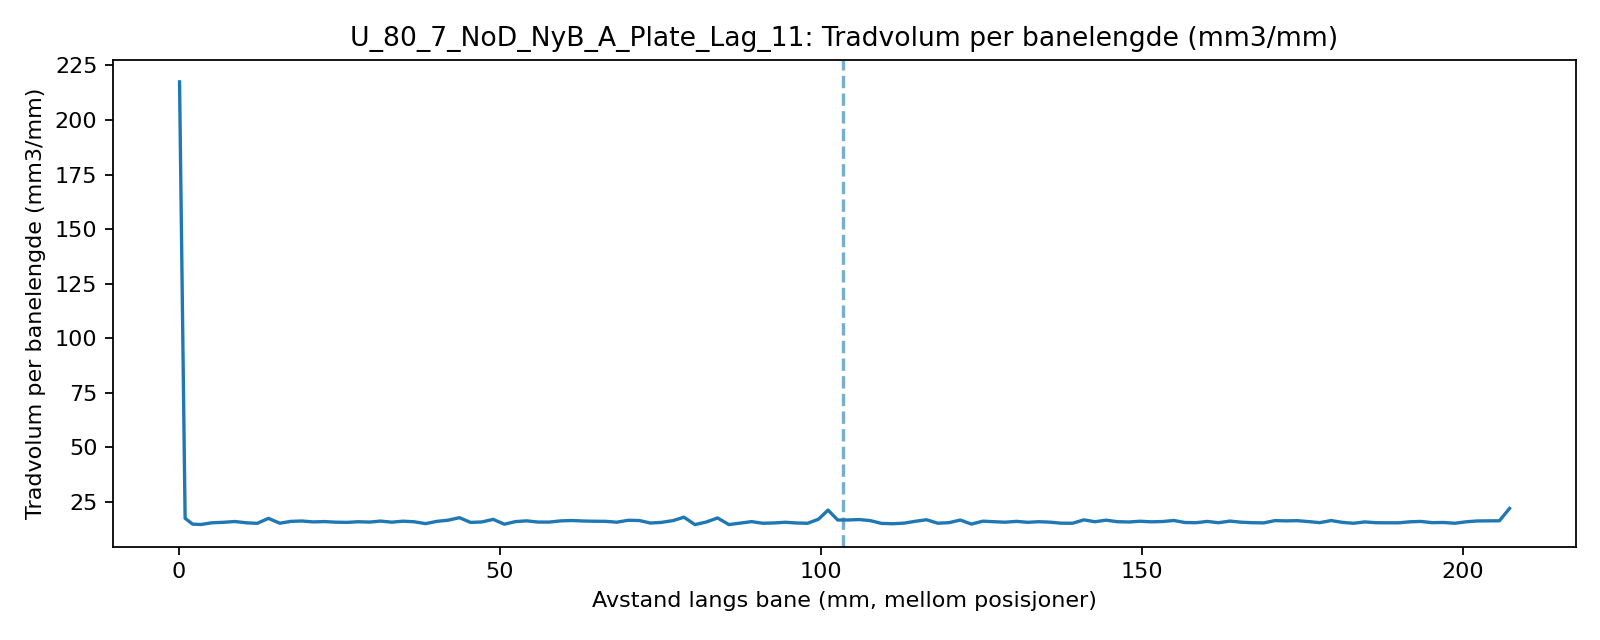 U_80_7_NoD_NyB_A_Plate_Lag_11: Tradvolum per banelengde (mm3/mm)
Tradvolum per banelengde (mm3/mm)
225
200
175
150
125
100
75
50
25
0 50 100 150 200
Avstand langs bane (mm, mellom posisjoner)